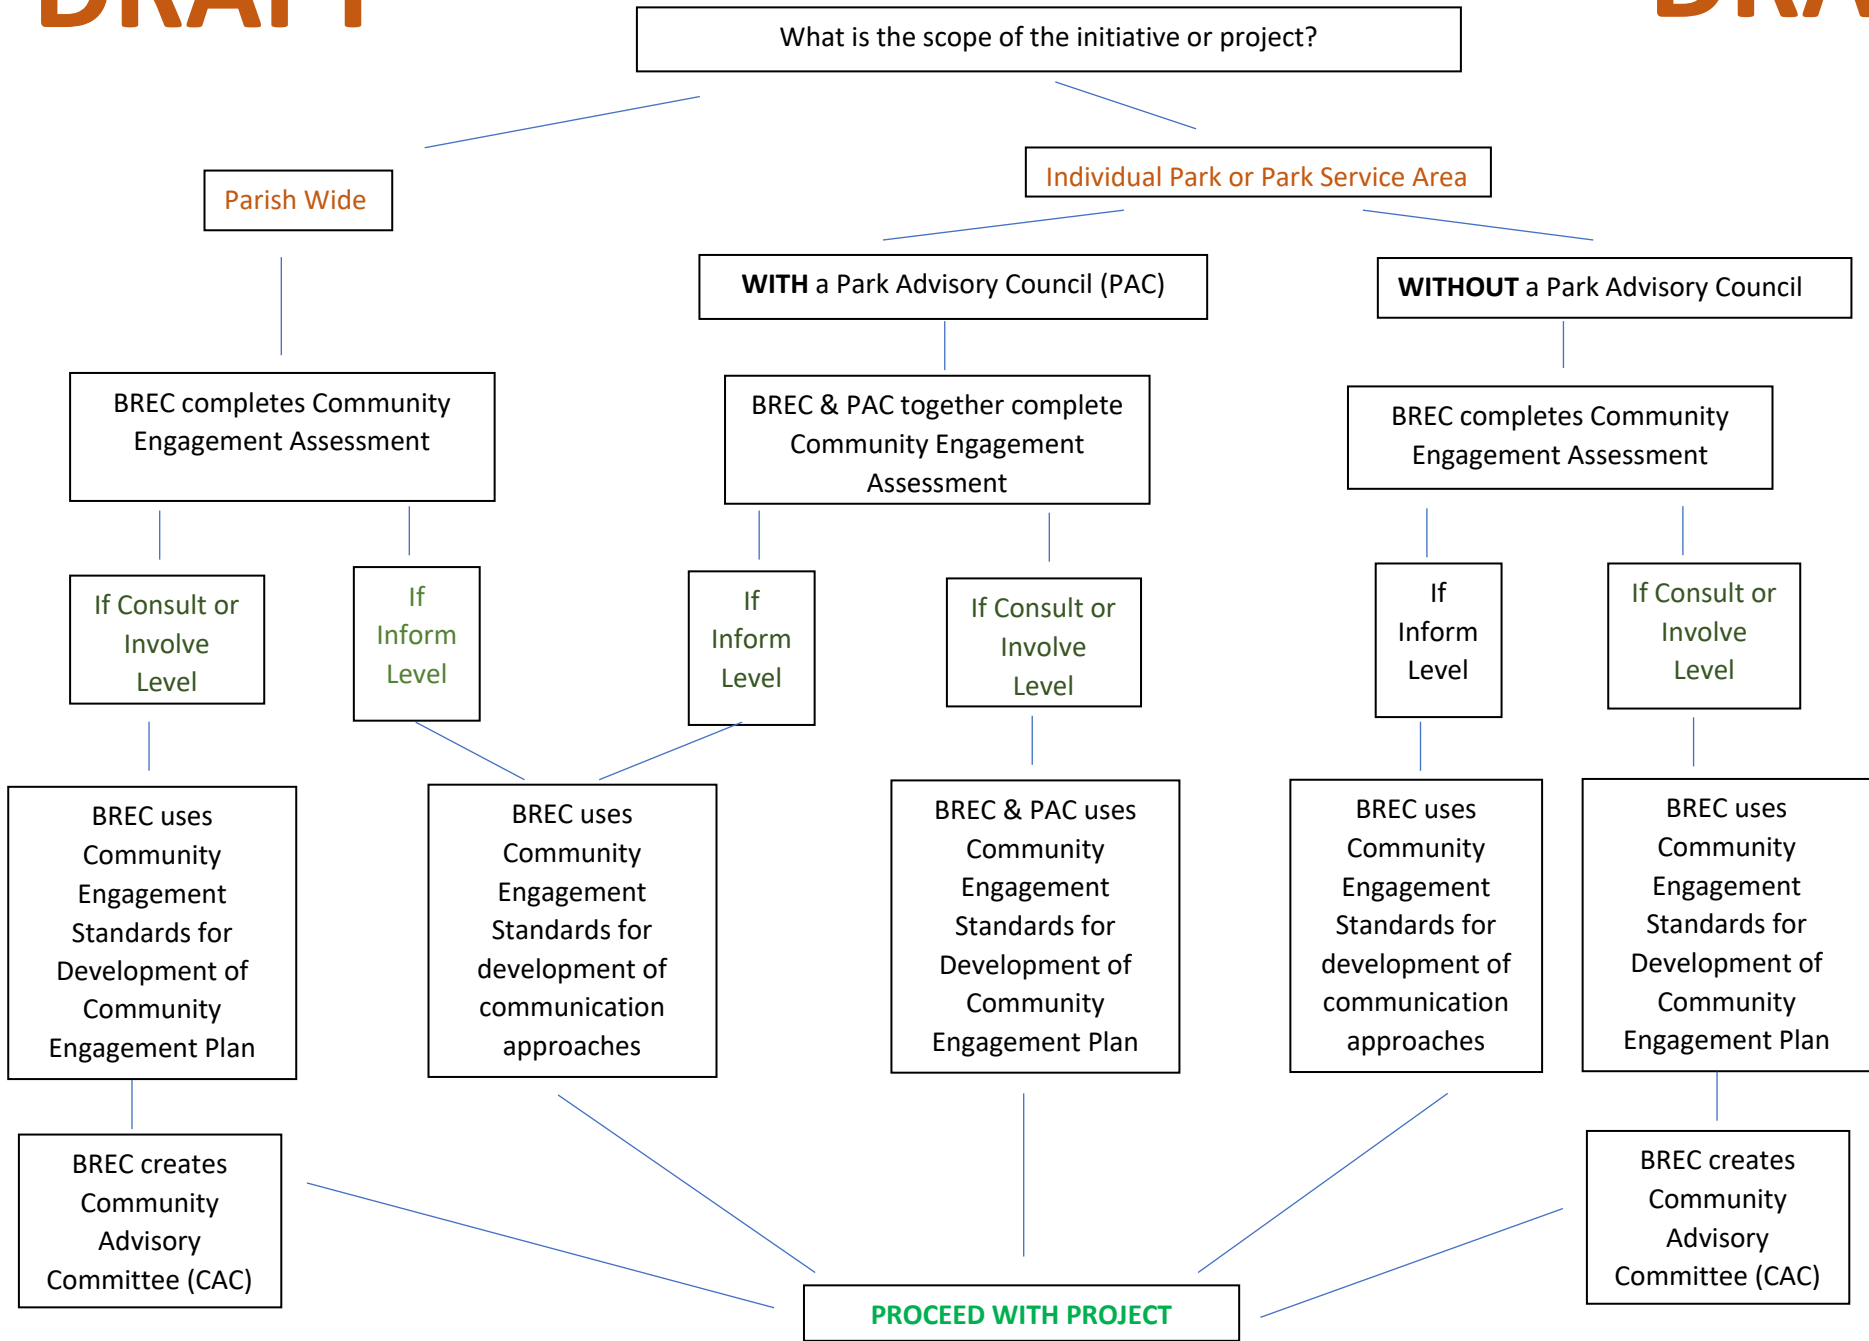 DRAFT
What is the scope of the initiative or project?
Parish Wide
Individual Park or Park Service Area
WITH a Park Advisory Council (PAC)
WITHOUT a Park Advisory Council
BREC completes Community
Engagement Assessment
BREC & PAC together complete
Community Engagement
Assessment
BREC completes Community
Engagement Assessment
If Consult or
Involve
Level
If
Inform
Level
If
Inform
Level
If Consult or
Involve
Level
If
Inform
Level
If Consult or
Involve
Level
BREC uses
Community
Engagement
Standards for
Development of
Community
Engagement Plan
BREC uses
Community
Engagement
Standards for
development of
communication
approaches
BREC & PAC uses
Community
Engagement
Standards for
Development of
Community
Engagement Plan
BREC uses
Community
Engagement
Standards for
development of
communication
approaches
BREC uses
Community
Engagement
Standards for
Development of
Community
Engagement Plan
BREC creates
Community
Advisory
Committee (CAC)
BREC creates
Community
Advisory
Committee (CAC)
PROCEED WITH PROJECT